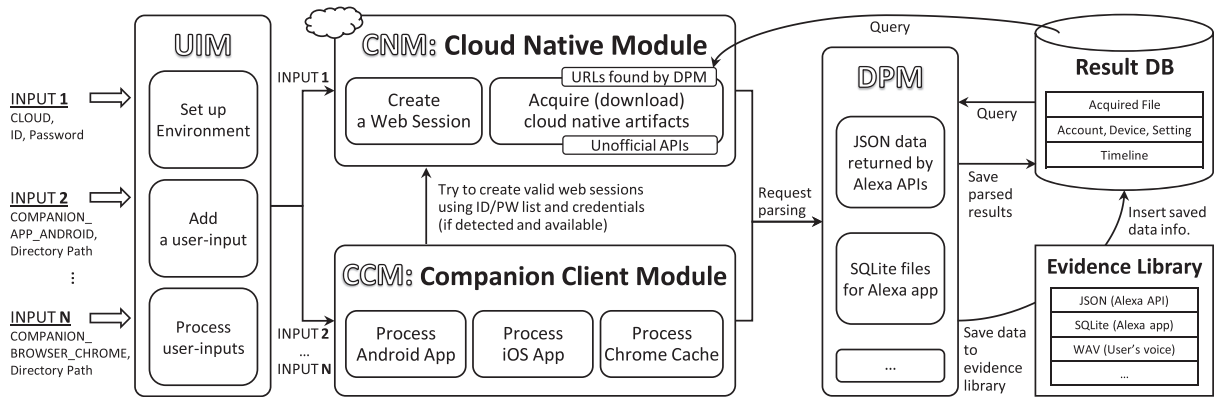 INPUT 1
CLOUD,
ID, Password
INPUT 2
COMPANION_
APP_ANDROID,
Directory Path
⋮
INPUT N
COMPANION_
BROWSER_CHROME,
Directory Path
UIM
Set up
Environment
Add
a user-input
Process
user-inputs
INPUT 1
INPUT 2
...
INPUT N
CNM: Cloud Native Module
Create
a Web Session
URLs found by DPM
Acquire (download)
cloud native artifacts
Unofficial APIs
Try to create valid web sessions
using ID/PW list and credentials
(if detected and available)
CCM: Companion Client Module
Process
Android App
Process
iOS App
Process
Chrome Cache
Request
parsing
DPM
JSON data
returned by
Alexa APIs
SQLite files
for Alexa app
...
Query
Query
Save
parsed
results
Save data
to
evidence
library
Result DB
Acquired File
Account, Device, Setting
Timeline
Insert saved
data info.
Evidence Library
JSON (Alexa API)
SQLite (Alexa app)
WAV (User's voice)
...